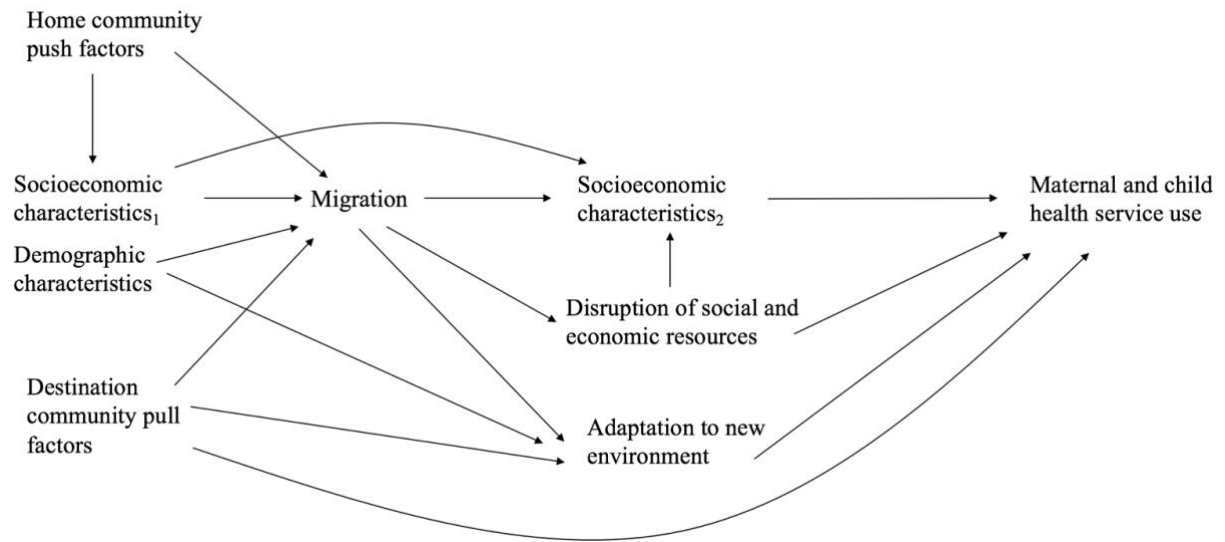 Home community
push factors
Socioeconomic
characteristics₁
Migration
Socioeconomic
characteristics₂
Maternal and child
health service use
Demographic
characteristics
Disruption of social and
economic resources
Destination
community pull
factors
Adaptation to new
environment